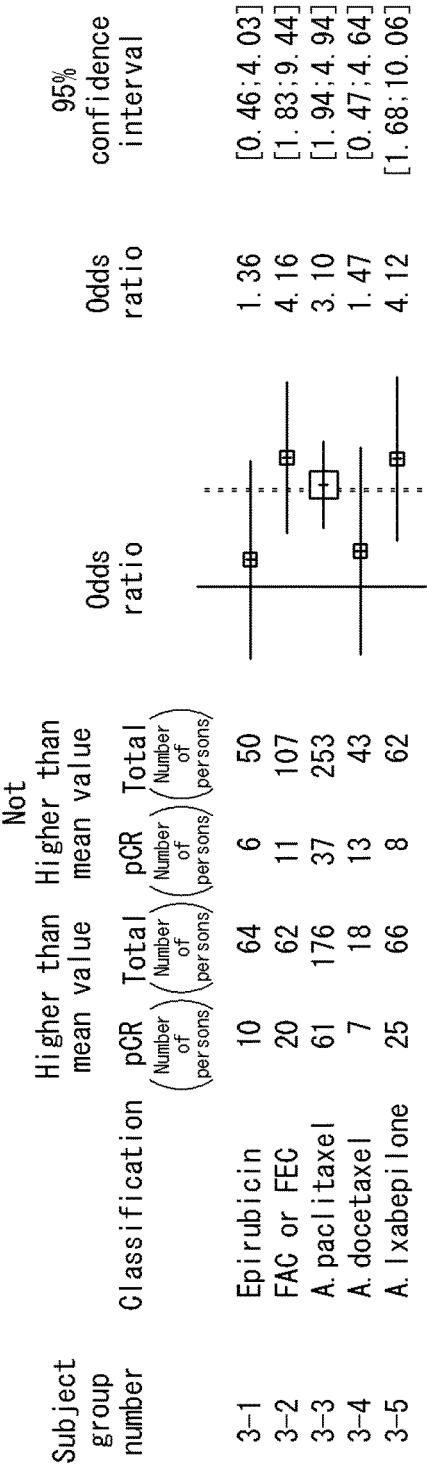 Subject group number
Classification
Higher than mean value
Not Higher than mean value
Odds ratio
Odds ratio
95% confidence interval
pCR (Number of persons)
Total (Number of persons)
pCR (Number of persons)
Total (Number of persons)
3-1 Epirubicin 10 64 6 50 1.36 [0.46;4.03]
3-2 FAC or FEC 20 62 11 107 4.16 [1.83;9.44]
3-3 A.paclitaxel 61 176 37 253 3.10 [1.94;4.94]
3-4 A.docetaxel 7 18 13 43 1.47 [0.47;4.64]
3-5 A.Ixabepilone 25 66 8 62 4.12 [1.68;10.06]